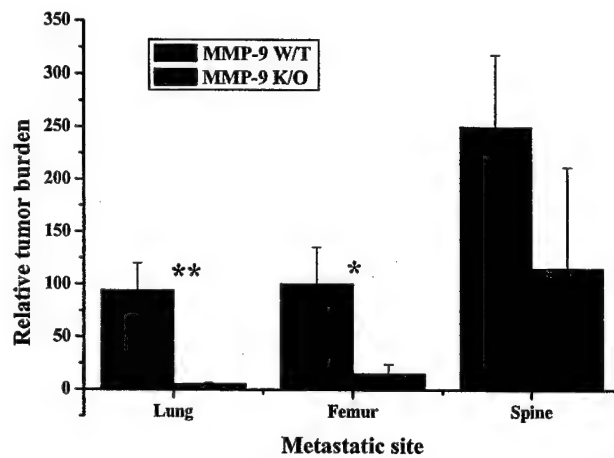 350
300
250
200
150
100
50
0
Relative tumor burden
MMP-9 W/T
MMP-9 K/O
**
*
Lung
Femur
Spine
Metastatic site